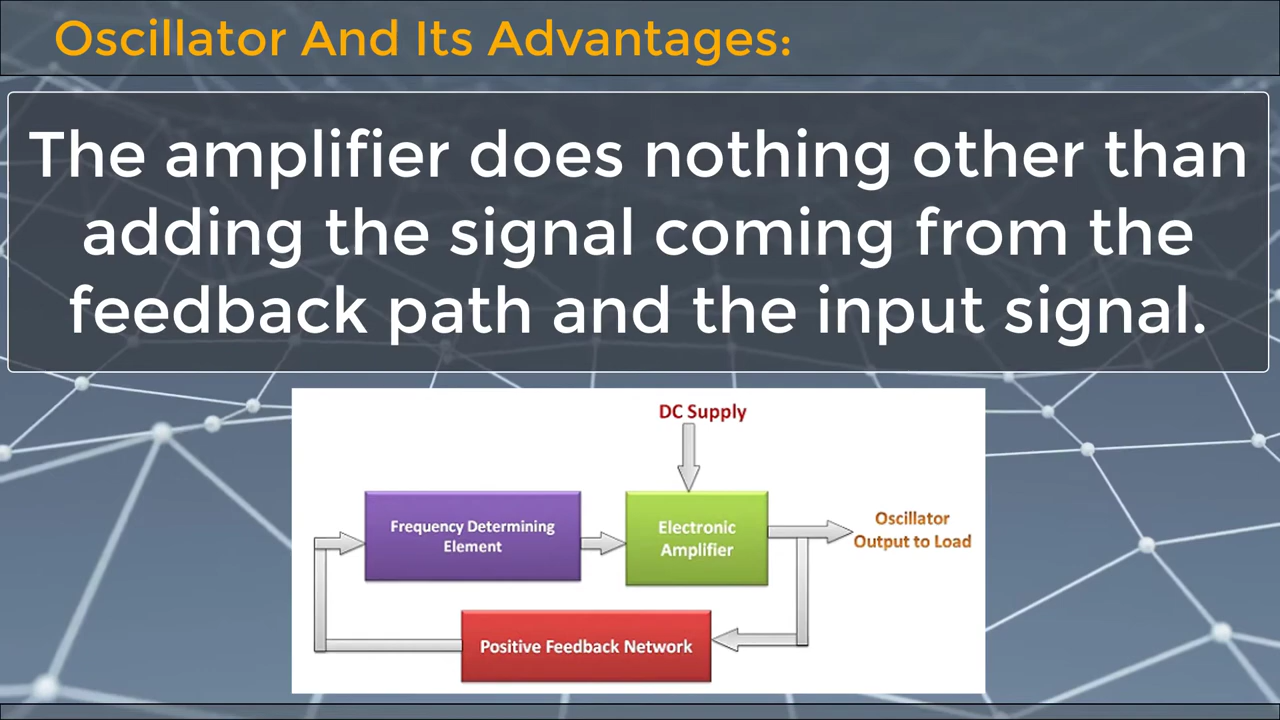 Oscillator And Its Advantages:
The amplifier does nothing other than
adding the signal coming from the
feedback path and the input signal.
DC Supply
Frequency Determining
Element
Electronic
Amplifier
Oscillator
Output to Load
Positive Feedback Network